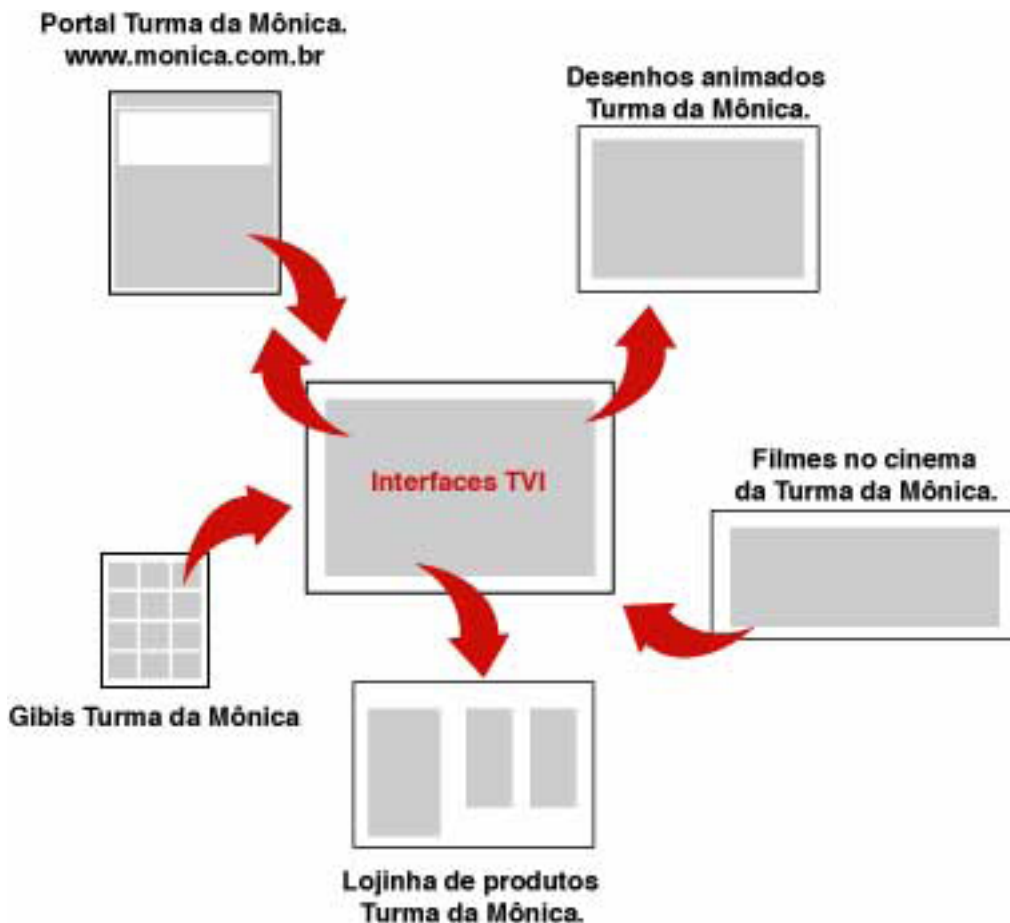 Portal Turma da Mônica.
www.monica.com.br
Desenhos animados
Turma da Mônica.
Interfaces TVI
Filmes no cinema
da Turma da Mônica.
Gibis Turma da Mônica
Lojinha de produtos
Turma da Mônica.